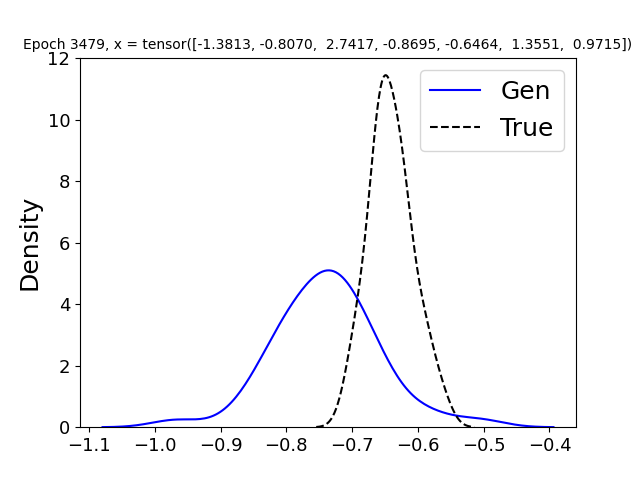 Epoch 3479, x = tensor([-1.3813, -0.8070,  2.7417, -0.8695, -0.6464,  1.3551,  0.9715])
12
10
8
6
4
2
0
Density
Gen
True
−1.1 −1.0 −0.9 −0.8 −0.7 −0.6 −0.5 −0.4